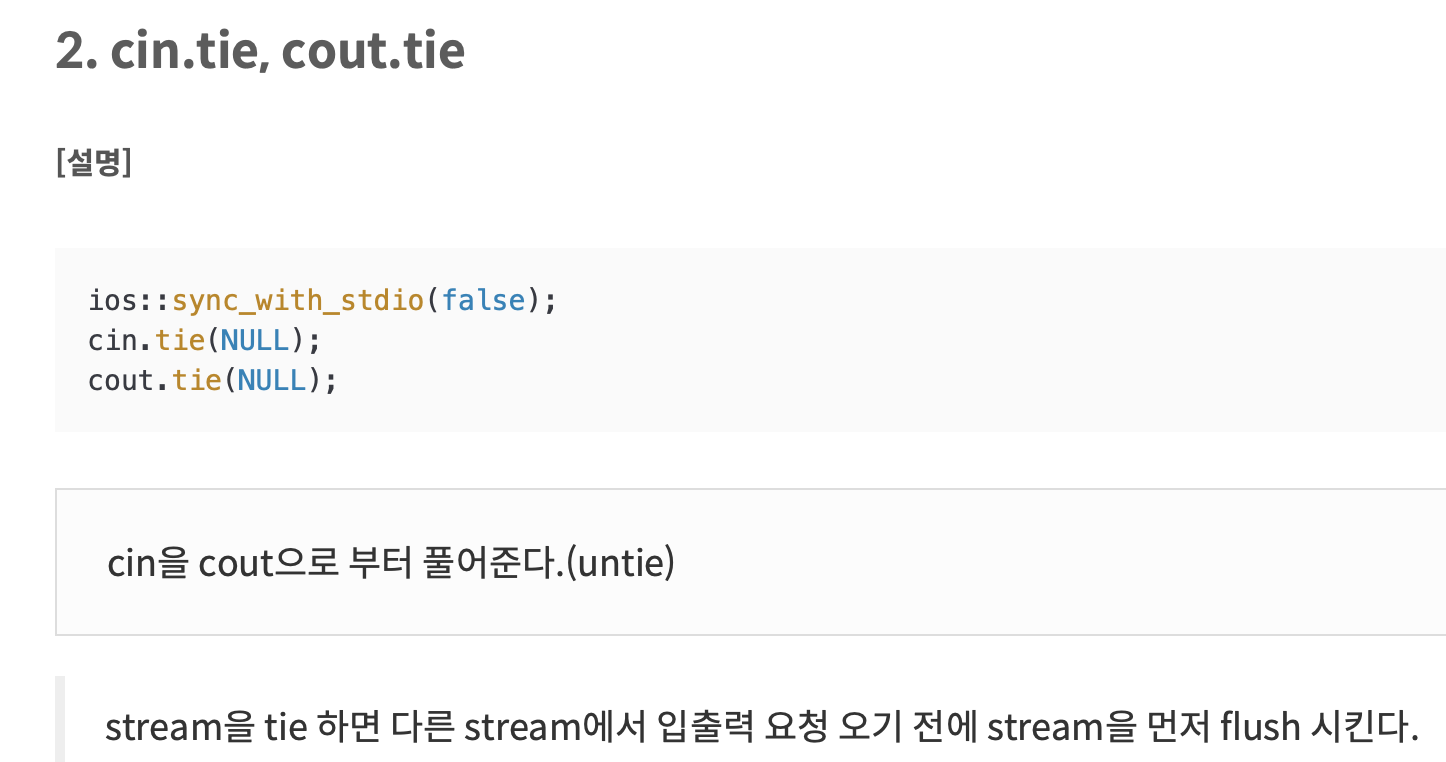 2. cin.tie, cout.tie
[설명]
ios::sync_with_stdio(false);
cin.tie(NULL);
cout.tie(NULL);
cin을 cout으로 부터 풀어준다.(untie)
stream을 tie 하면 다른 stream에서 입출력 요청 오기 전에 stream을 먼저 flush 시킨다.